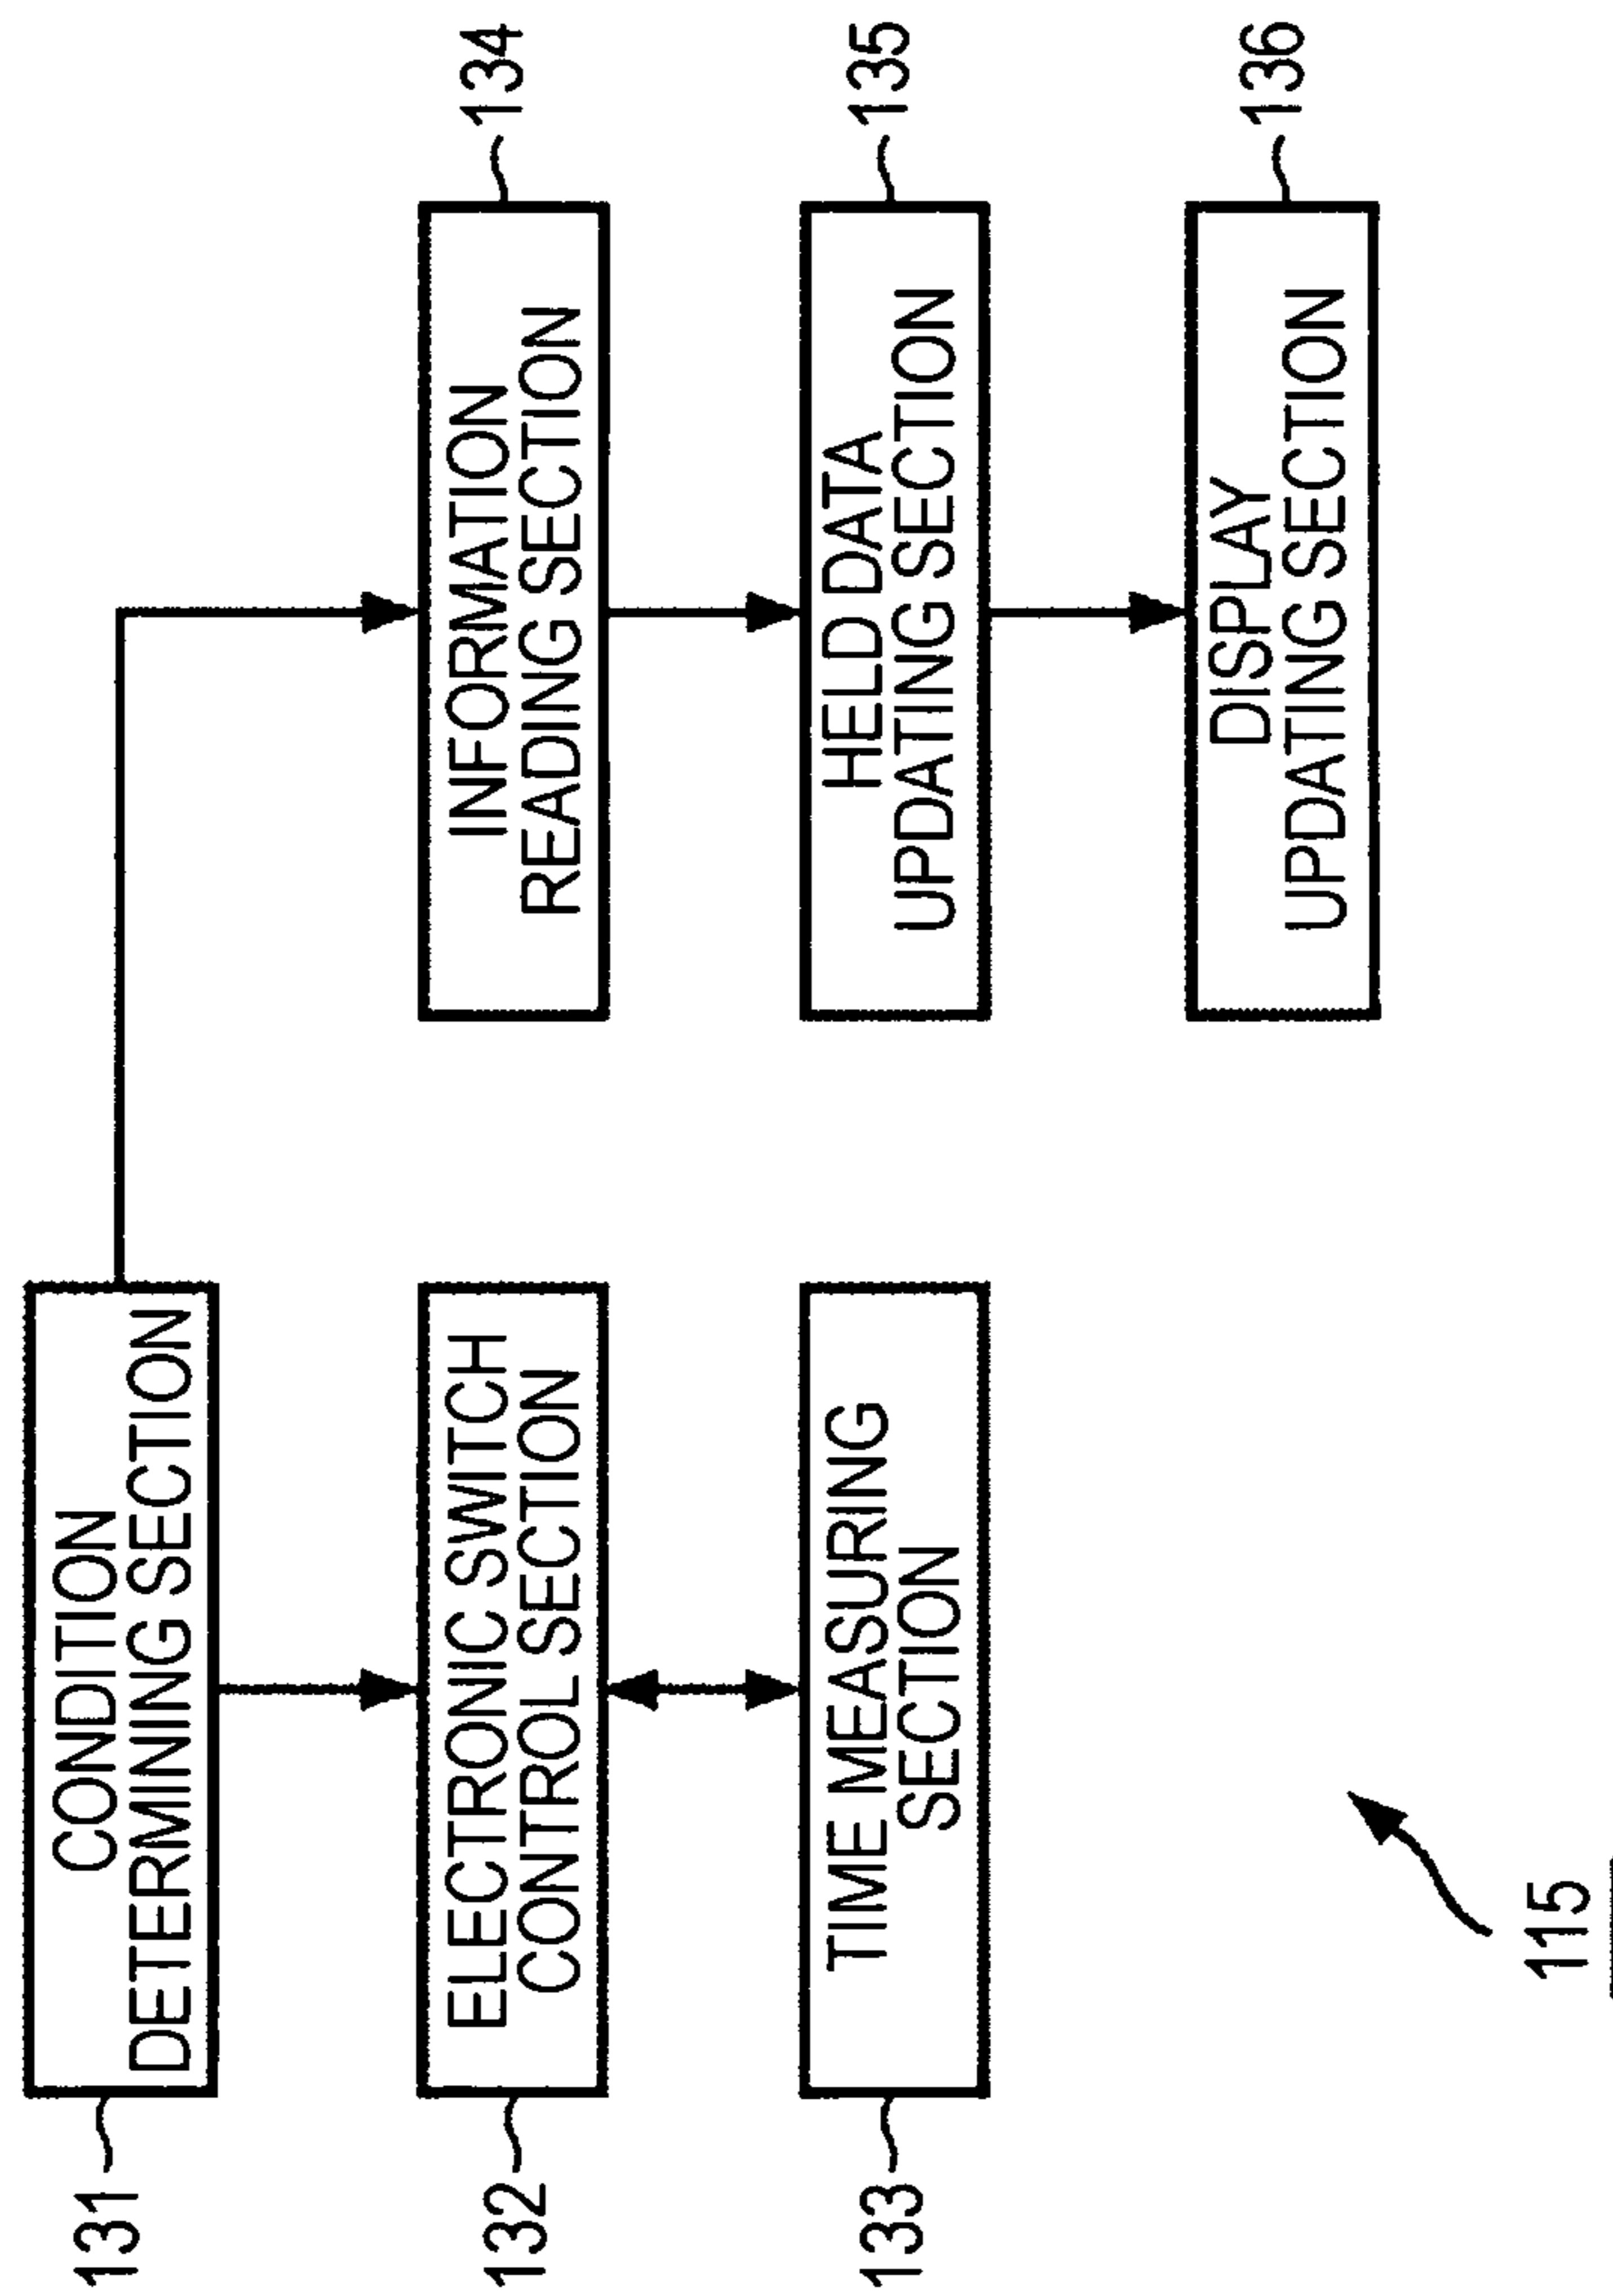 131
CONDITION
DETERMINING SECTION
132
ELECTRONIC SWITCH
CONTROL SECTION
133
TIME MEASURING
SECTION
INFORMATION
READING SECTION
134
HELD DATA
UPDATING SECTION
135
DISPLAY
UPDATING SECTION
136
115